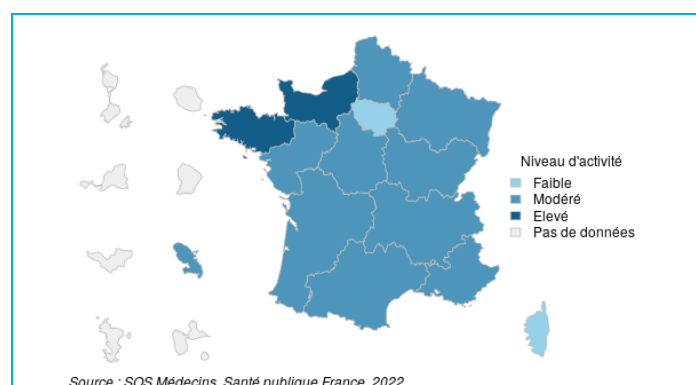 Niveau d'activité
Faible
Modéré
Elevé
Pas de données
Source : SOS Médecins, Santé publique France, 2022